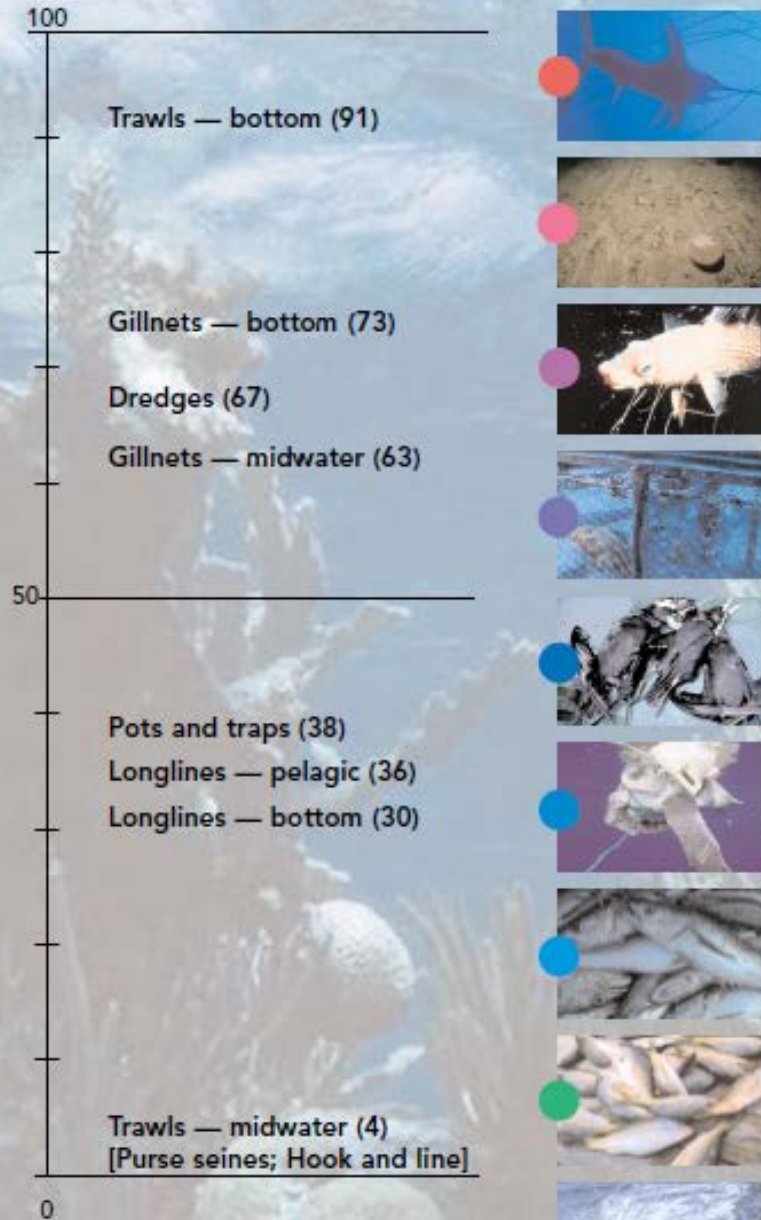 100
Trawls — bottom (91)
Gillnets — bottom (73)
Dredges (67)
Gillnets — midwater (63)
50
Pots and traps (38)
Longlines — pelagic (36)
Longlines — bottom (30)
Trawls — midwater (4)
[Purse seines; Hook and line]
0